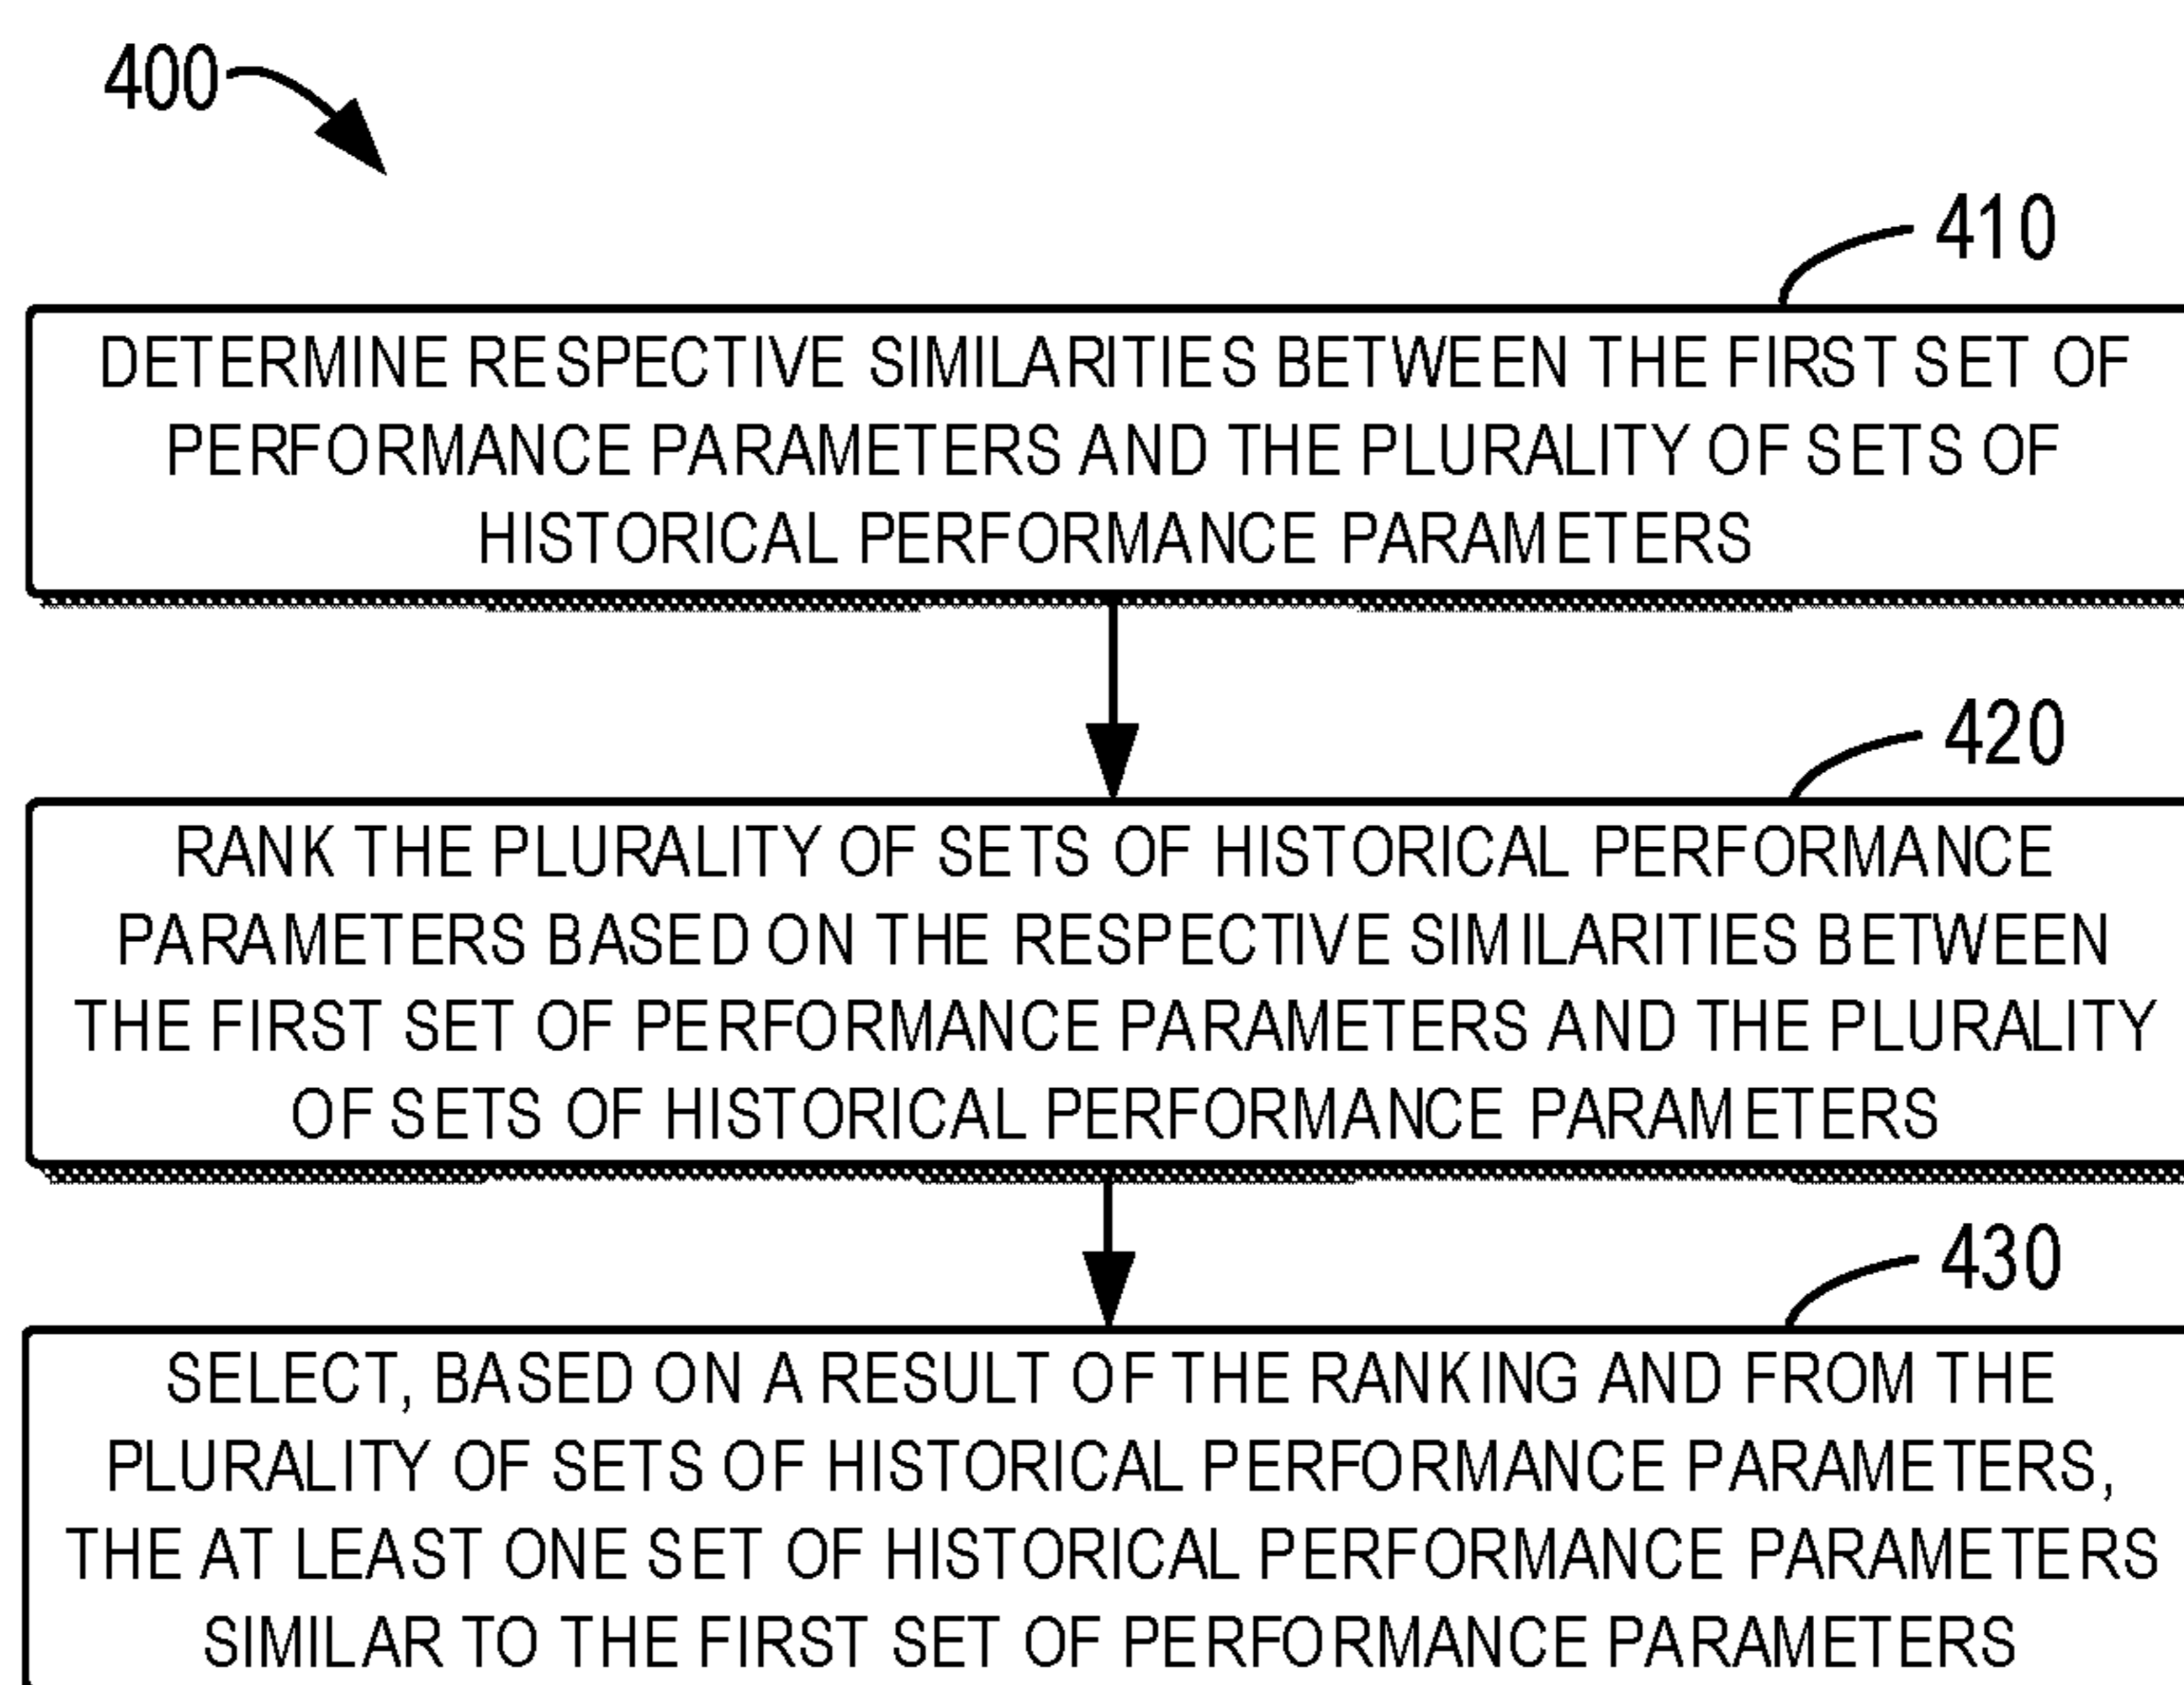 400
410
DETERMINE RESPECTIVE SIMILARITIES BETWEEN THE FIRST SET OF
PERFORMANCE PARAMETERS AND THE PLURALITY OF SETS OF
HISTORICAL PERFORMANCE PARAMETERS
420
RANK THE PLURALITY OF SETS OF HISTORICAL PERFORMANCE
PARAMETERS BASED ON THE RESPECTIVE SIMILARITIES BETWEEN
THE FIRST SET OF PERFORMANCE PARAMETERS AND THE PLURALITY
OF SETS OF HISTORICAL PERFORMANCE PARAMETERS
430
SELECT, BASED ON A RESULT OF THE RANKING AND FROM THE
PLURALITY OF SETS OF HISTORICAL PERFORMANCE PARAMETERS,
THE AT LEAST ONE SET OF HISTORICAL PERFORMANCE PARAMETERS
SIMILAR TO THE FIRST SET OF PERFORMANCE PARAMETERS